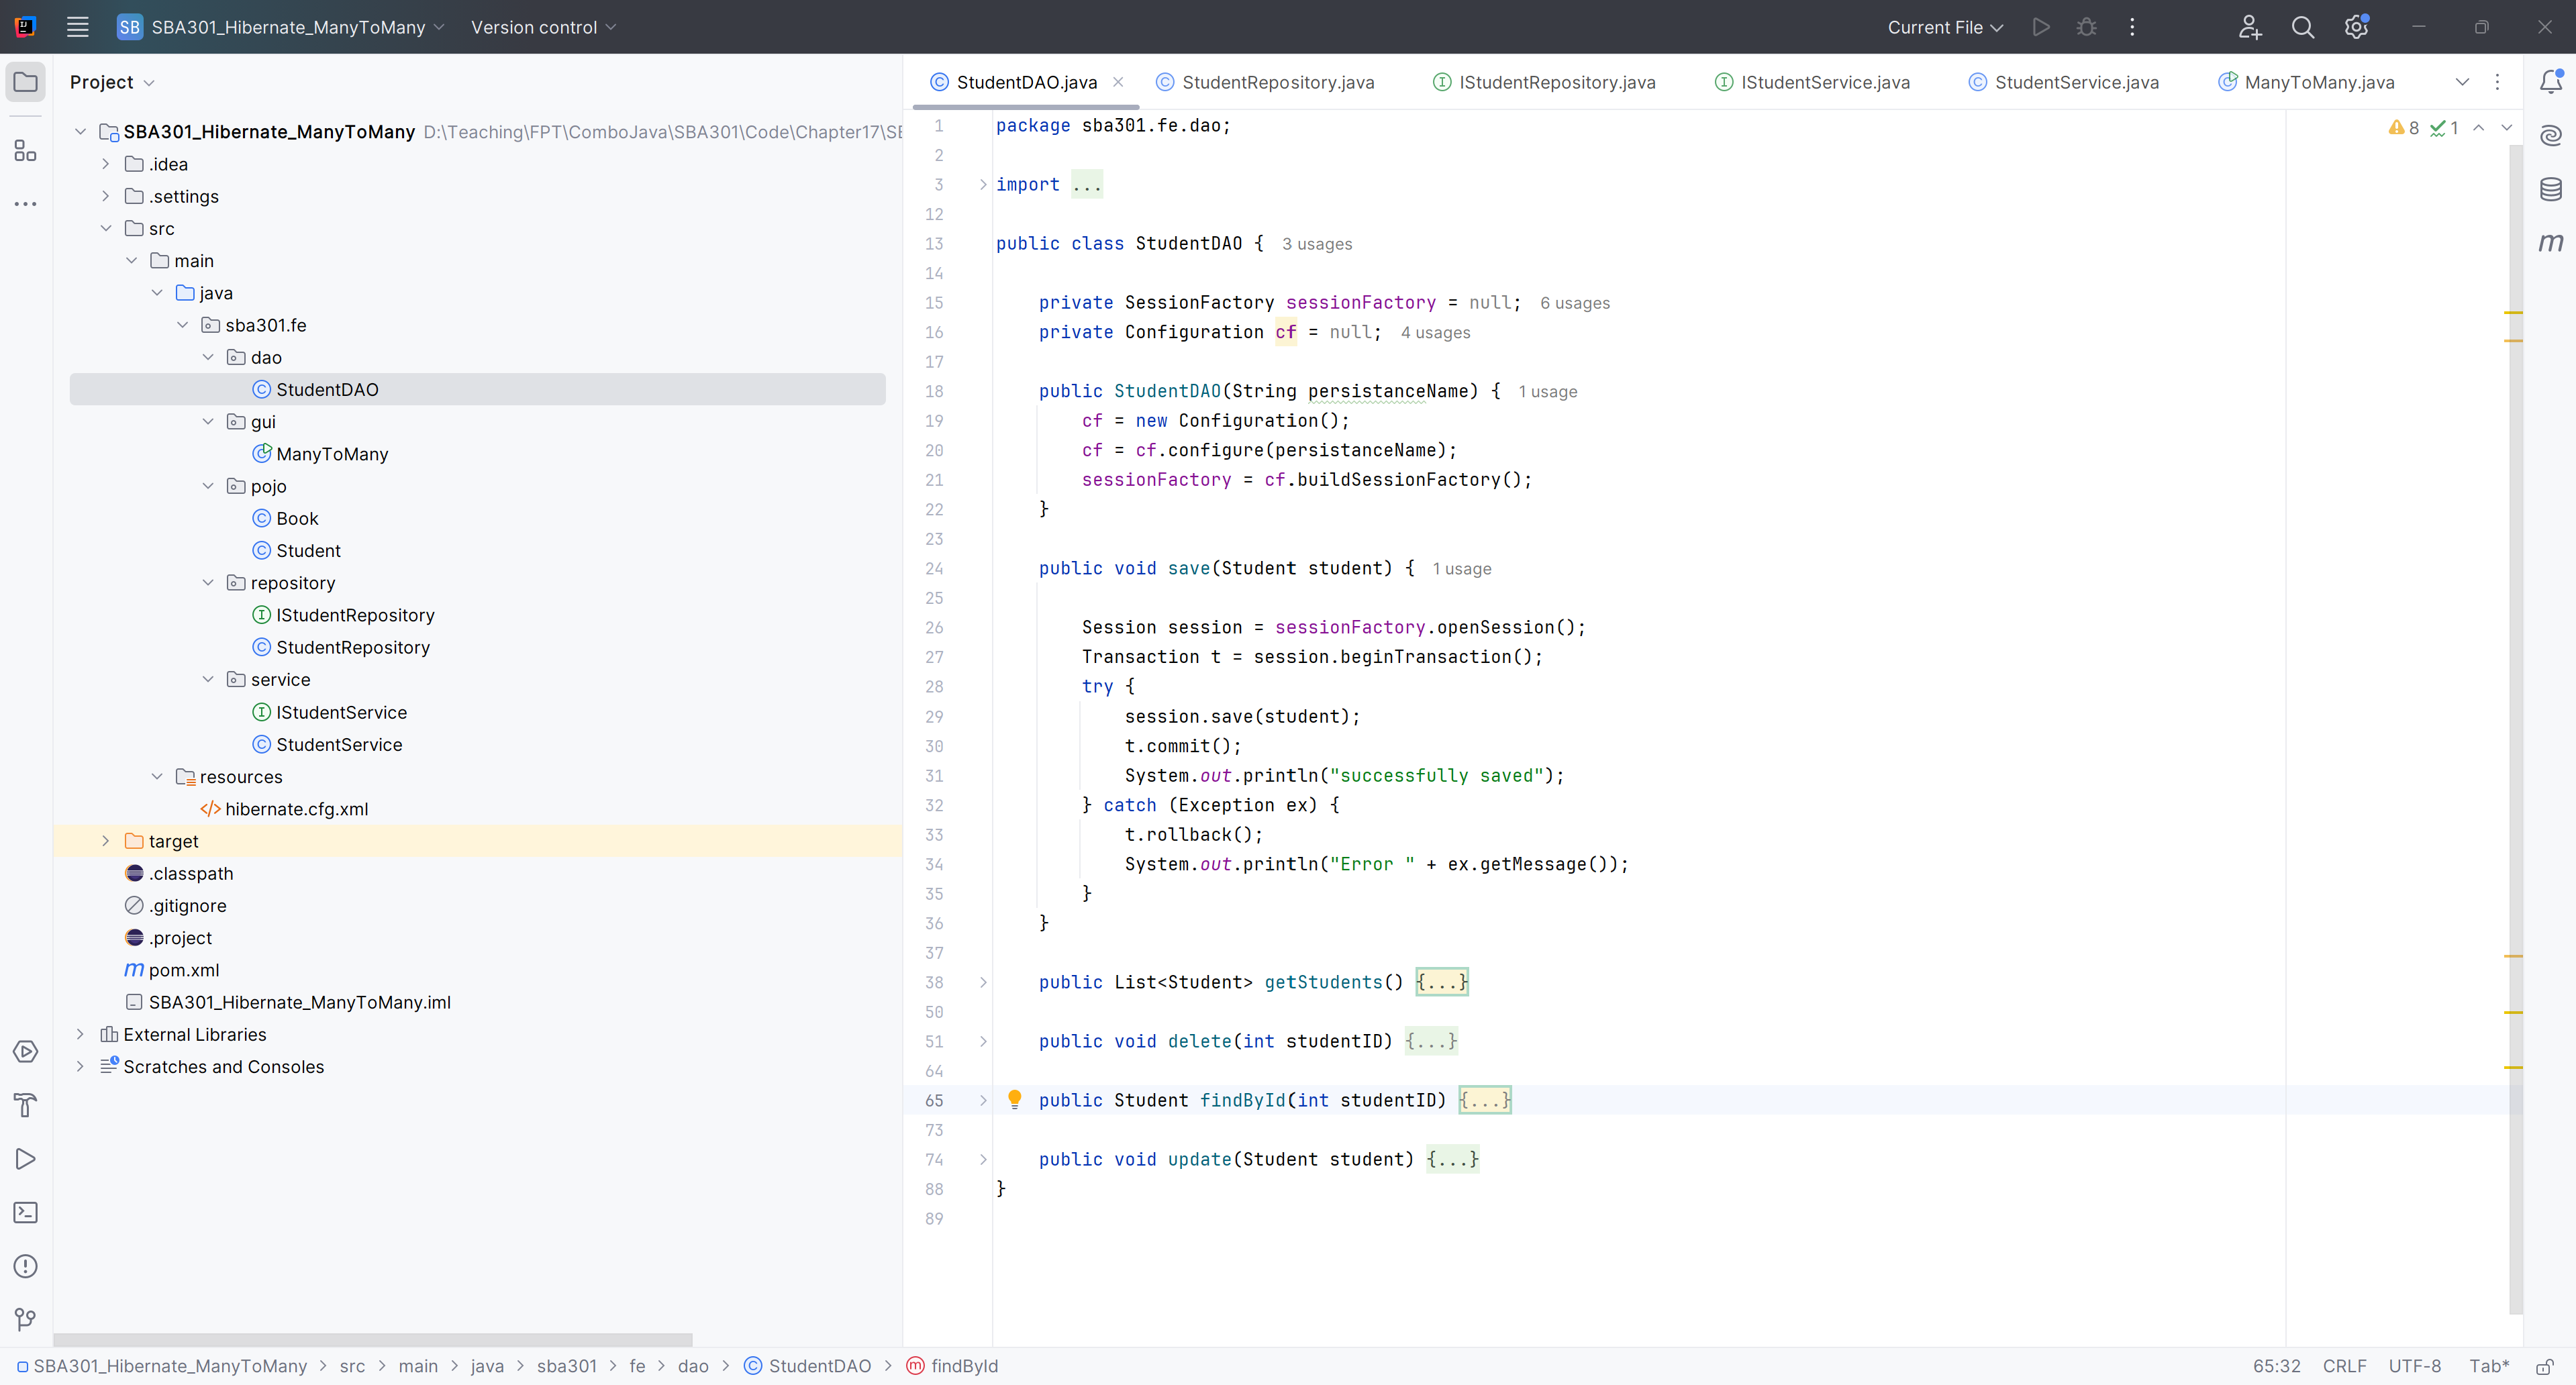 SB SBA301_Hibernate_ManyToMany Version control Current File
Project
StudentDAO.java StudentRepository.java IStudentRepository.java IStudentService.java StudentService.java ManyToMany.java
SBA301_Hibernate_ManyToMany D:\Teaching\FPT\ComboJava\SBA301\Code\Chapter17\SE
.idea
.settings
src
main
java
sba301.fe
dao
StudentDAO
gui
ManyToMany
pojo
Book
Student
repository
IStudentRepository
StudentRepository
service
IStudentService
StudentService
resources
hibernate.cfg.xml
target
.classpath
.gitignore
.project
pom.xml
SBA301_Hibernate_ManyToMany.iml
External Libraries
Scratches and Consoles
8 1
1 package sba301.fe.dao;
2
3 import ...
12
13 public class StudentDAO { 3 usages
14
15 private SessionFactory sessionFactory = null; 6 usages
16 private Configuration cf = null; 4 usages
17
18 public StudentDAO(String persistanceName) { 1 usage
19 cf = new Configuration();
20 cf = cf.configure(persistanceName);
21 sessionFactory = cf.buildSessionFactory();
22 }
23
24 public void save(Student student) { 1 usage
25
26 Session session = sessionFactory.openSession();
27 Transaction t = session.beginTransaction();
28 try {
29 session.save(student);
30 t.commit();
31 System.out.println("successfully saved");
32 } catch (Exception ex) {
33 t.rollback();
34 System.out.println("Error " + ex.getMessage());
35 }
36 }
37
38 public List<Student> getStudents() {...}
50
51 public void delete(int studentID) {...}
64
65 public Student findById(int studentID) {...}
73
74 public void update(Student student) {...}
88 }
89
SBA301_Hibernate_ManyToMany > src > main > java > sba301 > fe > dao > StudentDAO > findById 65:32 CRLF UTF-8 Tab*